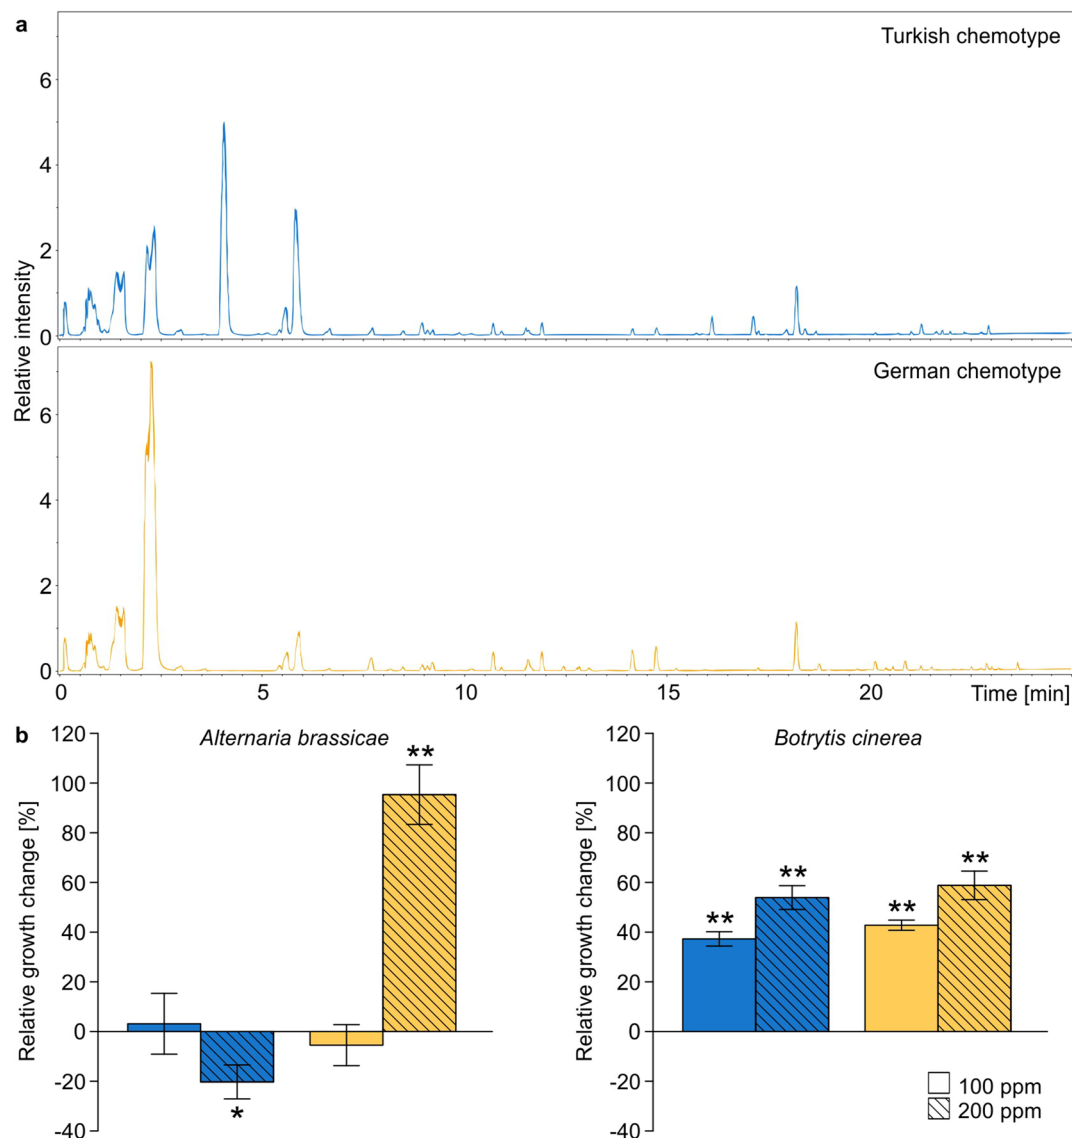 a
Turkish chemotype
6
4
2
0
Relative intensity
German chemotype
6
4
2
0
0 5 10 15 20 Time [min]
b
Alternaria brassicae
**
*
Relative growth change [%]
120
100
80
60
40
20
0
-20
-40
Botrytis cinerea
** ** ** **
Relative growth change [%]
120
100
80
60
40
20
0
-20
-40
100 ppm
200 ppm